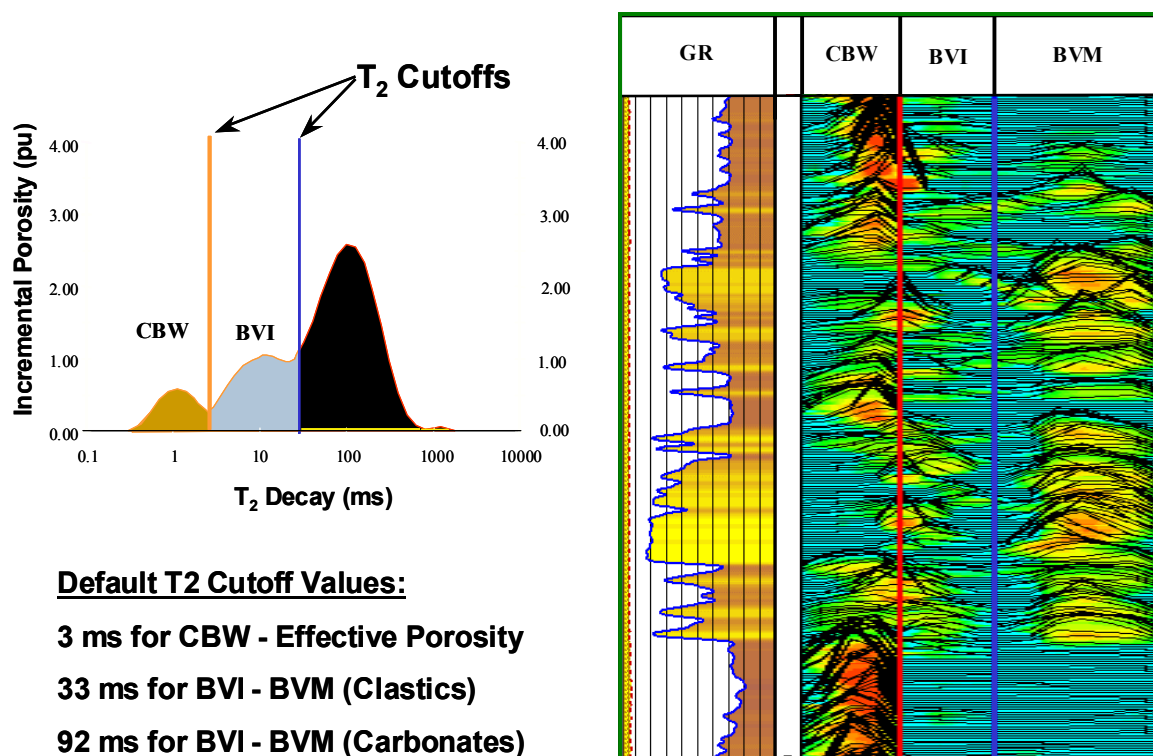 T2 Cutoffs
Incremental Porosity (pu)
4.00
3.00
2.00
1.00
0.00
4.00
3.00
2.00
1.00
0.00
CBW
BVI
0.1
1
10
100
1000
10000
T2 Decay (ms)
Default T2 Cutoff Values:
3 ms for CBW - Effective Porosity
33 ms for BVI - BVM (Clastics)
92 ms for BVI - BVM (Carbonates)
GR
CBW
BVI
BVM